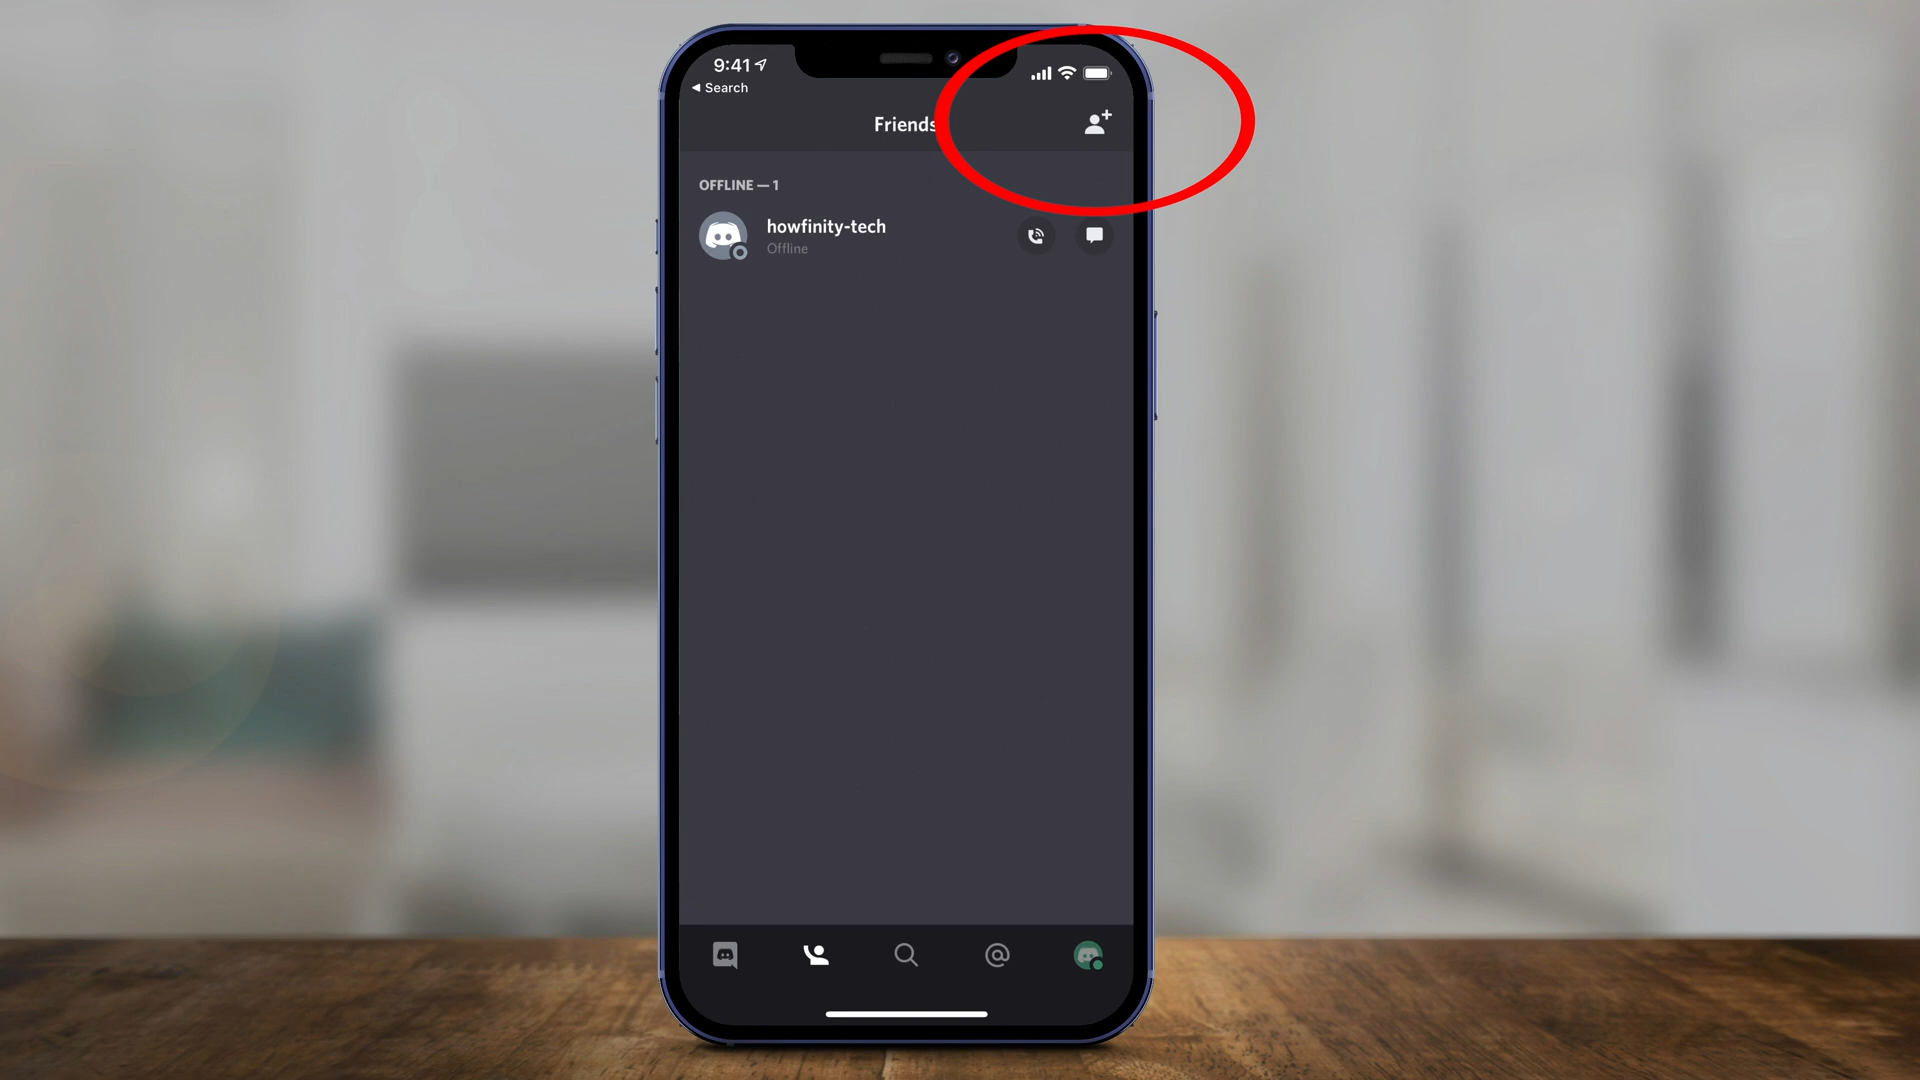 9:41
◀ Search
Friends
OFFLINE — 1
howfinity-tech
Offline